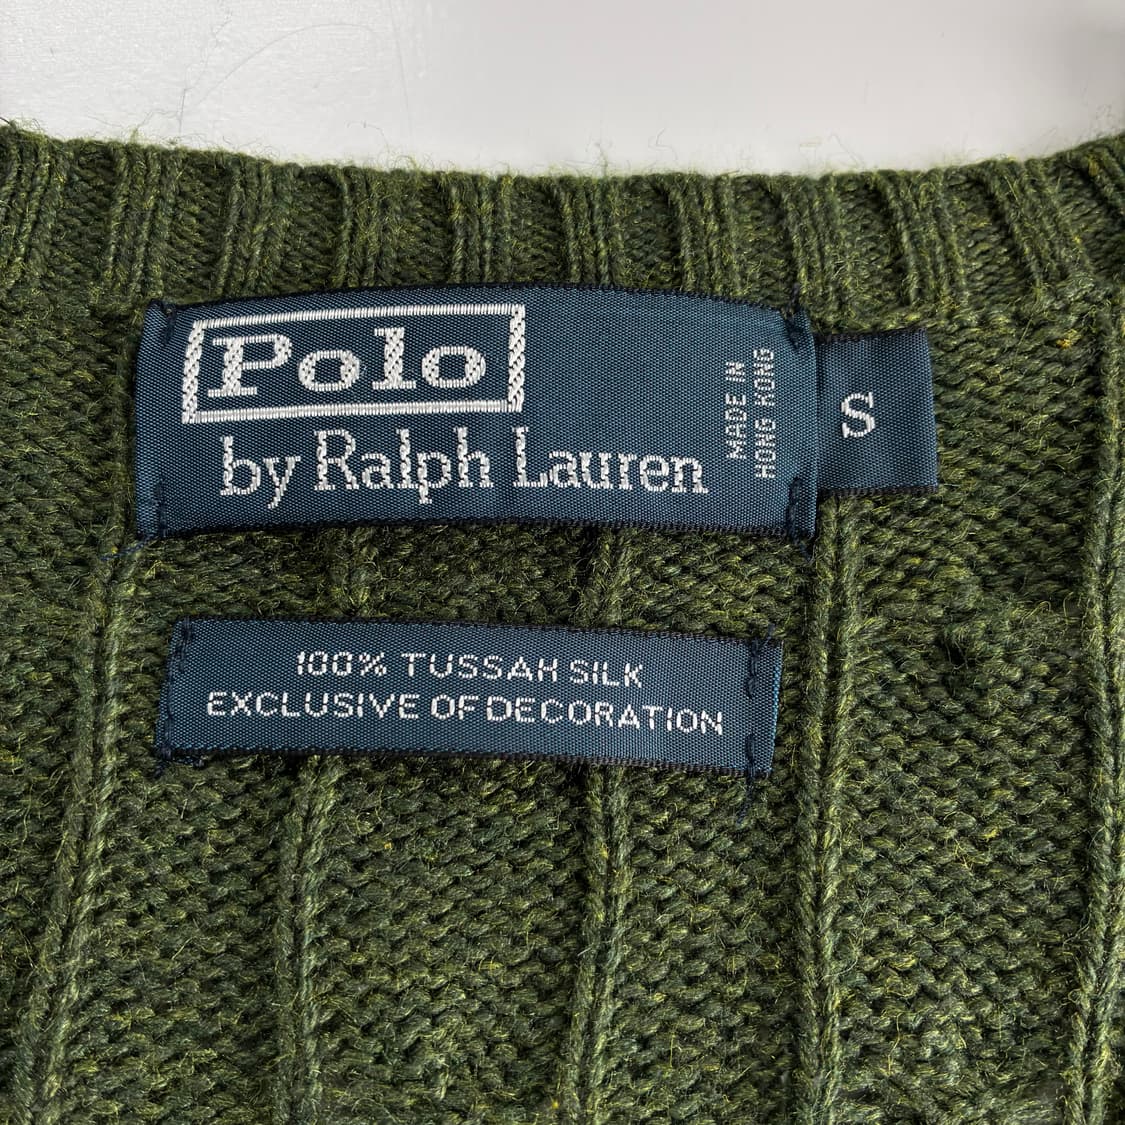 Polo
by Ralph Lauren
MADE IN
HONG KONG
S
100% TUSSAH SILK
EXCLUSIVE OF DECORATION